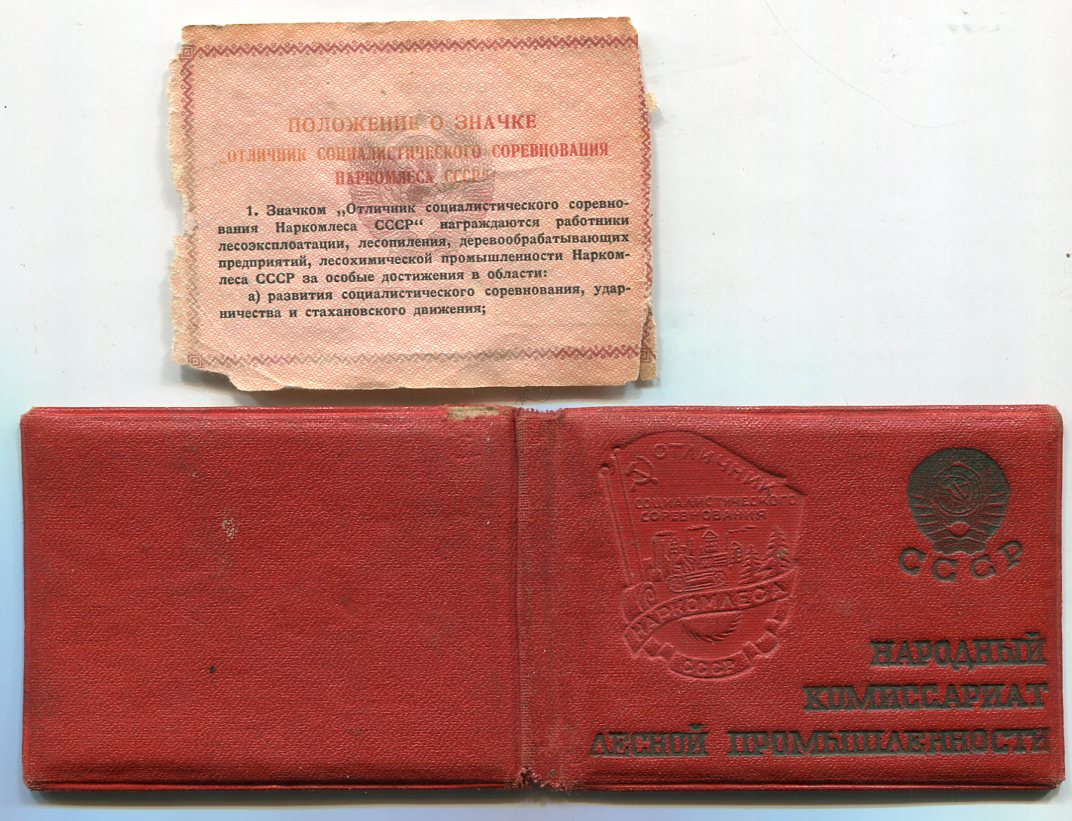 ПОЛОЖЕНИЕ О ЗНАЧКЕ
„ОТЛИЧНИК СОЦИАЛИСТИЧЕСКОГО СОРЕВНОВАНИЯ
НАРКОМЛЕСА СССР“
1. Значком „Отличник социалистического соревно-
вания Наркомлеса СССР“ награждаются работники
лесоэксплоатации, лесопиления, деревообрабатывающих
предприятий, лесохимической промышленности Нарком-
леса СССР за особые достижения в области:
а) развития социалистического соревнования, удар-
ничества и стахановского движения;
ОТЛИЧНИК
СОЦИАЛИСТИЧЕСКОГО
СОРЕВНОВАНИЯ
НАРКОМЛЕСА
СССР
СССР
НАРОДНЫЙ
КОМИССАРИАТ
ЛЕСНОЙ ПРОМЫШЛЕННОСТИ